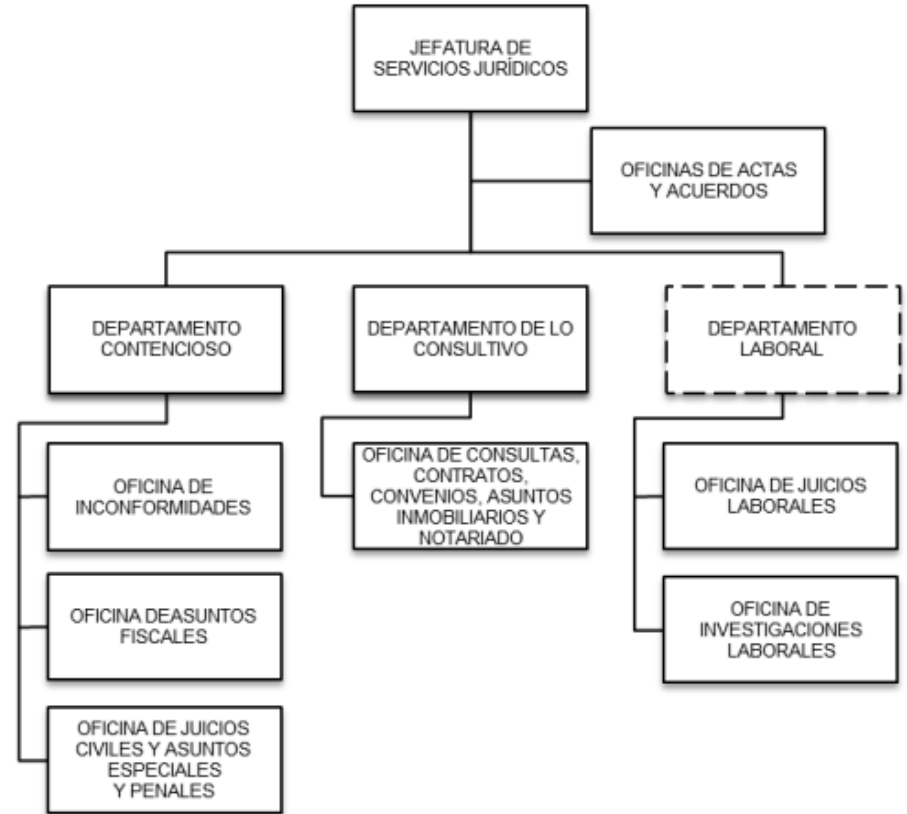 JEFATURA DE
SERVICIOS JURÍDICOS
OFICINAS DE ACTAS
Y ACUERDOS
DEPARTAMENTO
CONTENCIOSO
DEPARTAMENTO DE LO
CONSULTIVO
DEPARTAMENTO
LABORAL
OFICINA DE
INCONFORMIDADES
OFICINA DE CONSULTAS,
CONTRATOS,
CONVENIOS, ASUNTOS
INMOBILIARIOS Y
NOTARIADO
OFICINA DE JUICIOS
LABORALES
OFICINA DEASUNTOS
FISCALES
OFICINA DE
INVESTIGACIONES
LABORALES
OFICINA DE JUICIOS
CIVILES Y ASUNTOS
ESPECIALES
Y PENALES